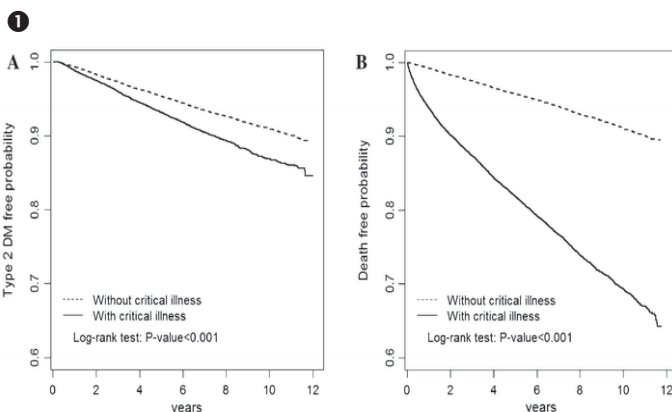 1
A
B
Type 2 DM free probability
1.0
0.9
0.8
0.7
0.6
Without critical illness
With critical illness
Log-rank test: P-value<0.001
0 2 4 6 8 10 12
years
Death free probability
1.0
0.9
0.8
0.7
0.6
Without critical illness
With critical illness
Log-rank test: P-value<0.001
0 2 4 6 8 10 12
years